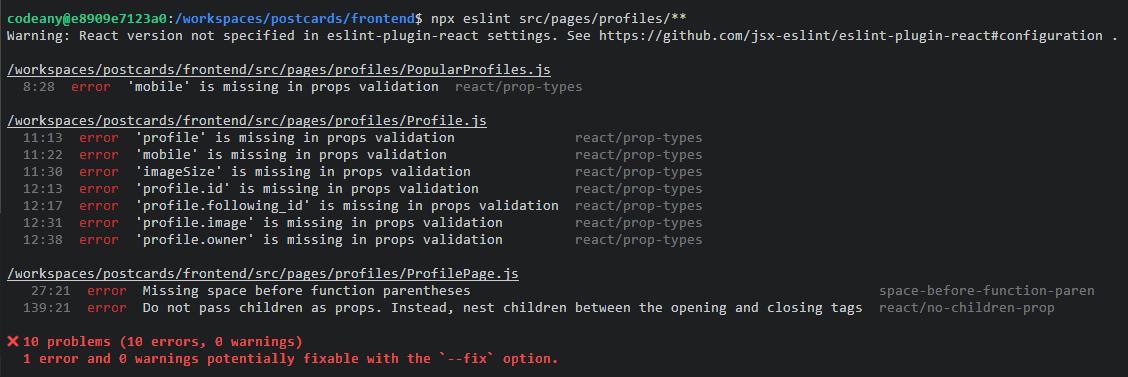 codeany@e8909e7123a0:/workspaces/postcards/frontend$ npx eslint src/pages/profiles/**
Warning: React version not specified in eslint-plugin-react settings. See https://github.com/jsx-eslint/eslint-plugin-react#configuration .
/workspaces/postcards/frontend/src/pages/profiles/PopularProfiles.js
8:28 error 'mobile' is missing in props validation react/prop-types
/workspaces/postcards/frontend/src/pages/profiles/Profile.js
11:13 error 'profile' is missing in props validation react/prop-types
11:22 error 'mobile' is missing in props validation react/prop-types
11:30 error 'imageSize' is missing in props validation react/prop-types
12:13 error 'profile.id' is missing in props validation react/prop-types
12:17 error 'profile.following_id' is missing in props validation react/prop-types
12:31 error 'profile.image' is missing in props validation react/prop-types
12:38 error 'profile.owner' is missing in props validation react/prop-types
/workspaces/postcards/frontend/src/pages/profiles/ProfilePage.js
27:21 error Missing space before function parentheses space-before-function-paren
139:21 error Do not pass children as props. Instead, nest children between the opening and closing tags react/no-children-prop
❌ 10 problems (10 errors, 0 warnings)
1 error and 0 warnings potentially fixable with the `--fix` option.